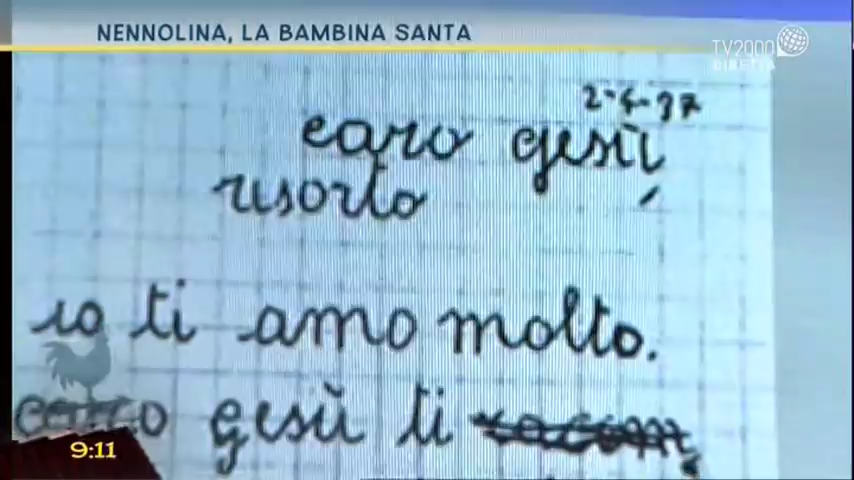 NENNOLINA, LA BAMBINA SANTA
TV2000
DIRETTA
2-4-37
caro gesù
risorto
io ti amo molto.
caro gesù ti
9:11